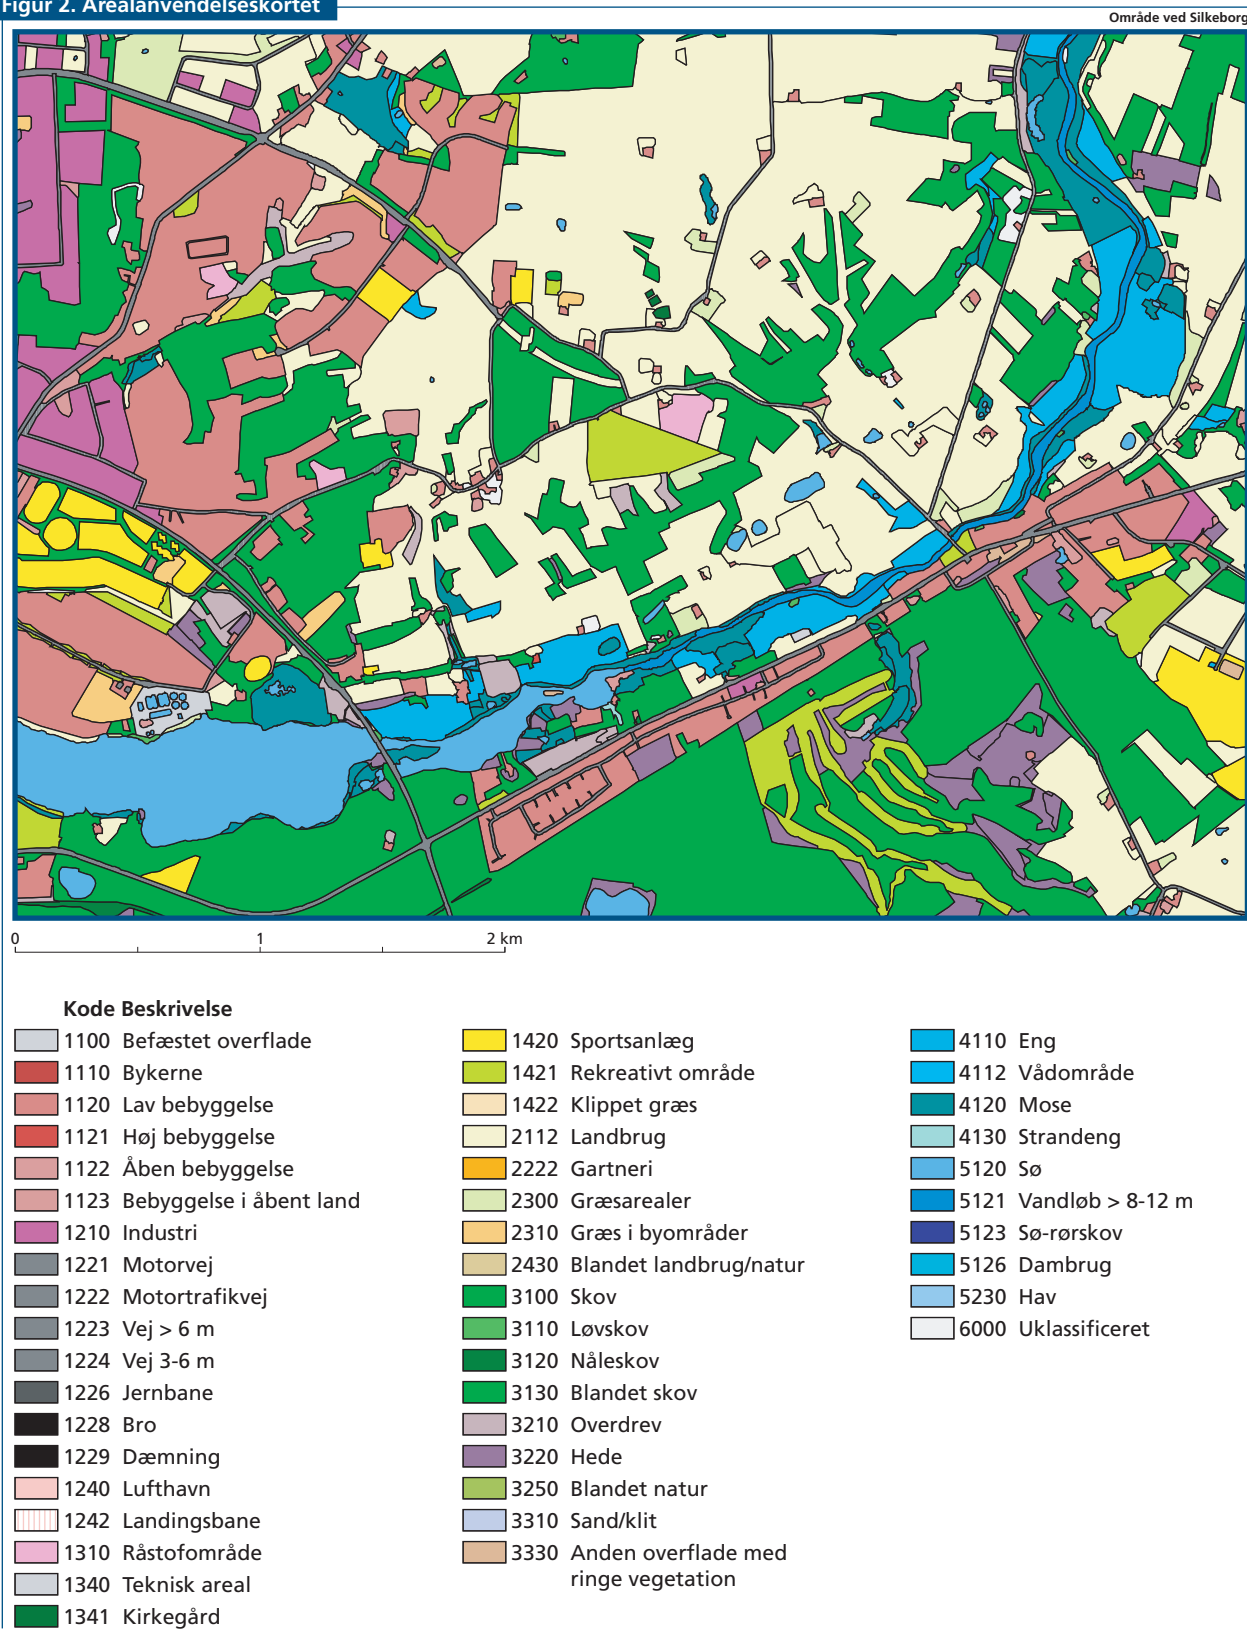 Figur 2. Arealanvendelseskortet
Område ved Silkeborg
0 1 2 km
Kode Beskrivelse
1100 Befæstet overflade
1110 Bykerne
1120 Lav bebyggelse
1121 Høj bebyggelse
1122 Åben bebyggelse
1123 Bebyggelse i åbent land
1210 Industri
1221 Motorvej
1222 Motortrafikvej
1223 Vej > 6 m
1224 Vej 3-6 m
1226 Jernbane
1228 Bro
1229 Dæmning
1240 Lufthavn
1242 Landingsbane
1310 Råstofområde
1340 Teknisk areal
1341 Kirkegård
1420 Sportsanlæg
1421 Rekreativt område
1422 Klippet græs
2112 Landbrug
2222 Gartneri
2300 Græsarealer
2310 Græs i byområder
2430 Blandet landbrug/natur
3100 Skov
3110 Løvskov
3120 Nåleskov
3130 Blandet skov
3210 Overdrev
3220 Hede
3250 Blandet natur
3310 Sand/klit
3330 Anden overflade med
ringe vegetation
4110 Eng
4112 Vådområde
4120 Mose
4130 Strandeng
5120 Sø
5121 Vandløb > 8-12 m
5123 Sø-rørskov
5126 Dambrug
5230 Hav
6000 Uklassificeret